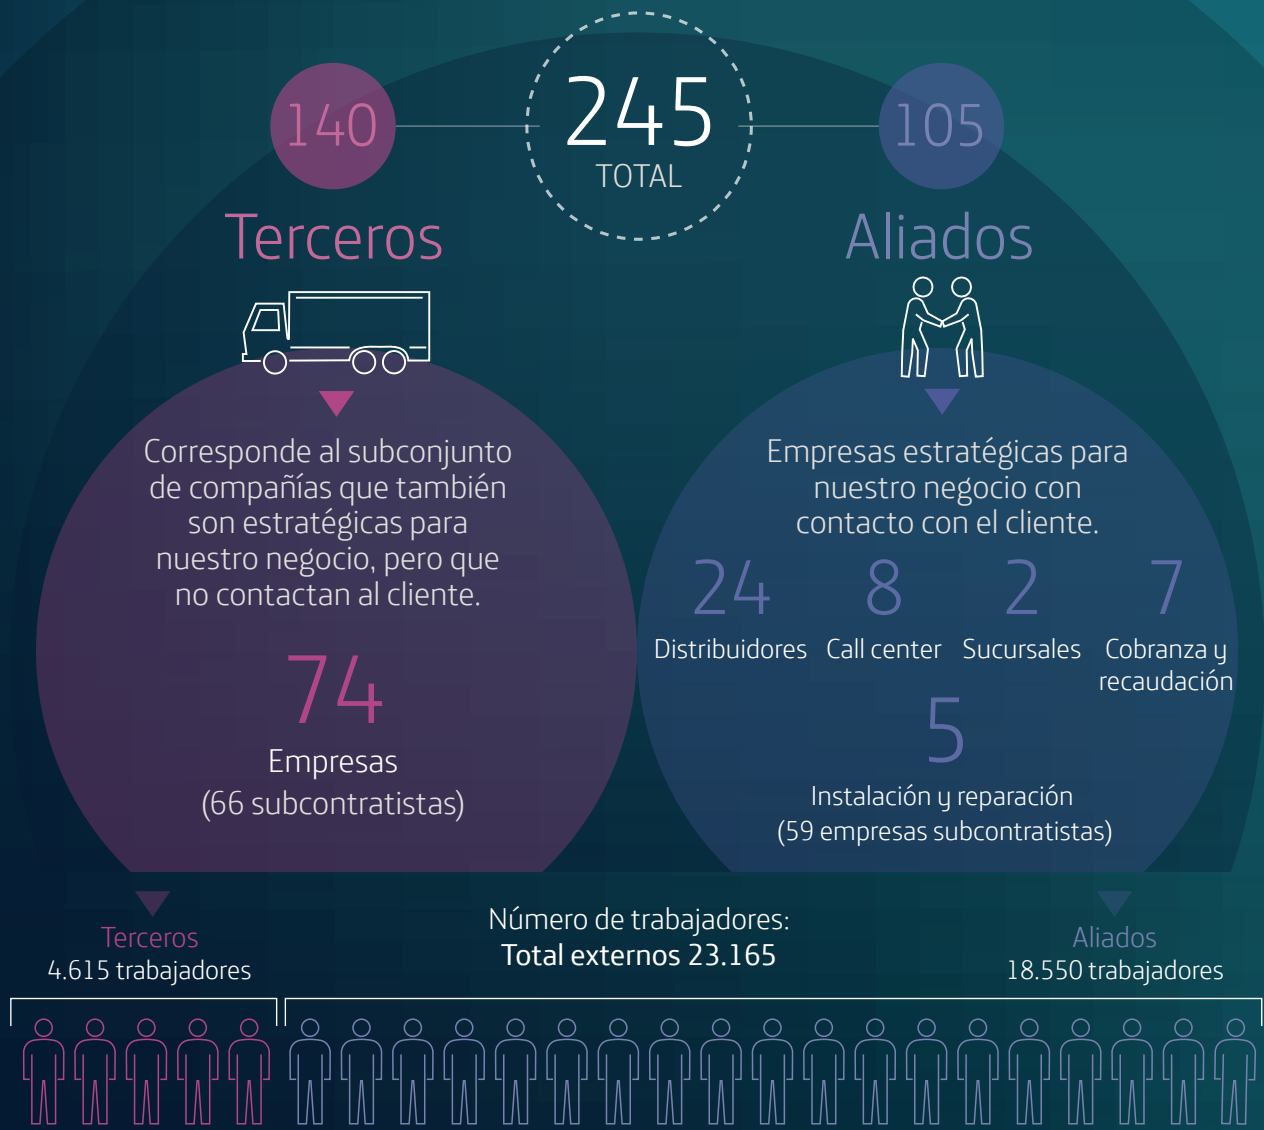 140
245
TOTAL
105
Terceros
Aliados
Corresponde al subconjunto
de compañías que también
son estratégicas para
nuestro negocio, pero que
no contactan al cliente.
74
Empresas
(66 subcontratistas)
Empresas estratégicas para
nuestro negocio con
contacto con el cliente.
24
Distribuidores
8
Call center
2
Sucursales
7
Cobranza y
recaudación
5
Instalación y reparación
(59 empresas subcontratistas)
Terceros
4.615 trabajadores
Número de trabajadores:
Total externos 23.165
Aliados
18.550 trabajadores